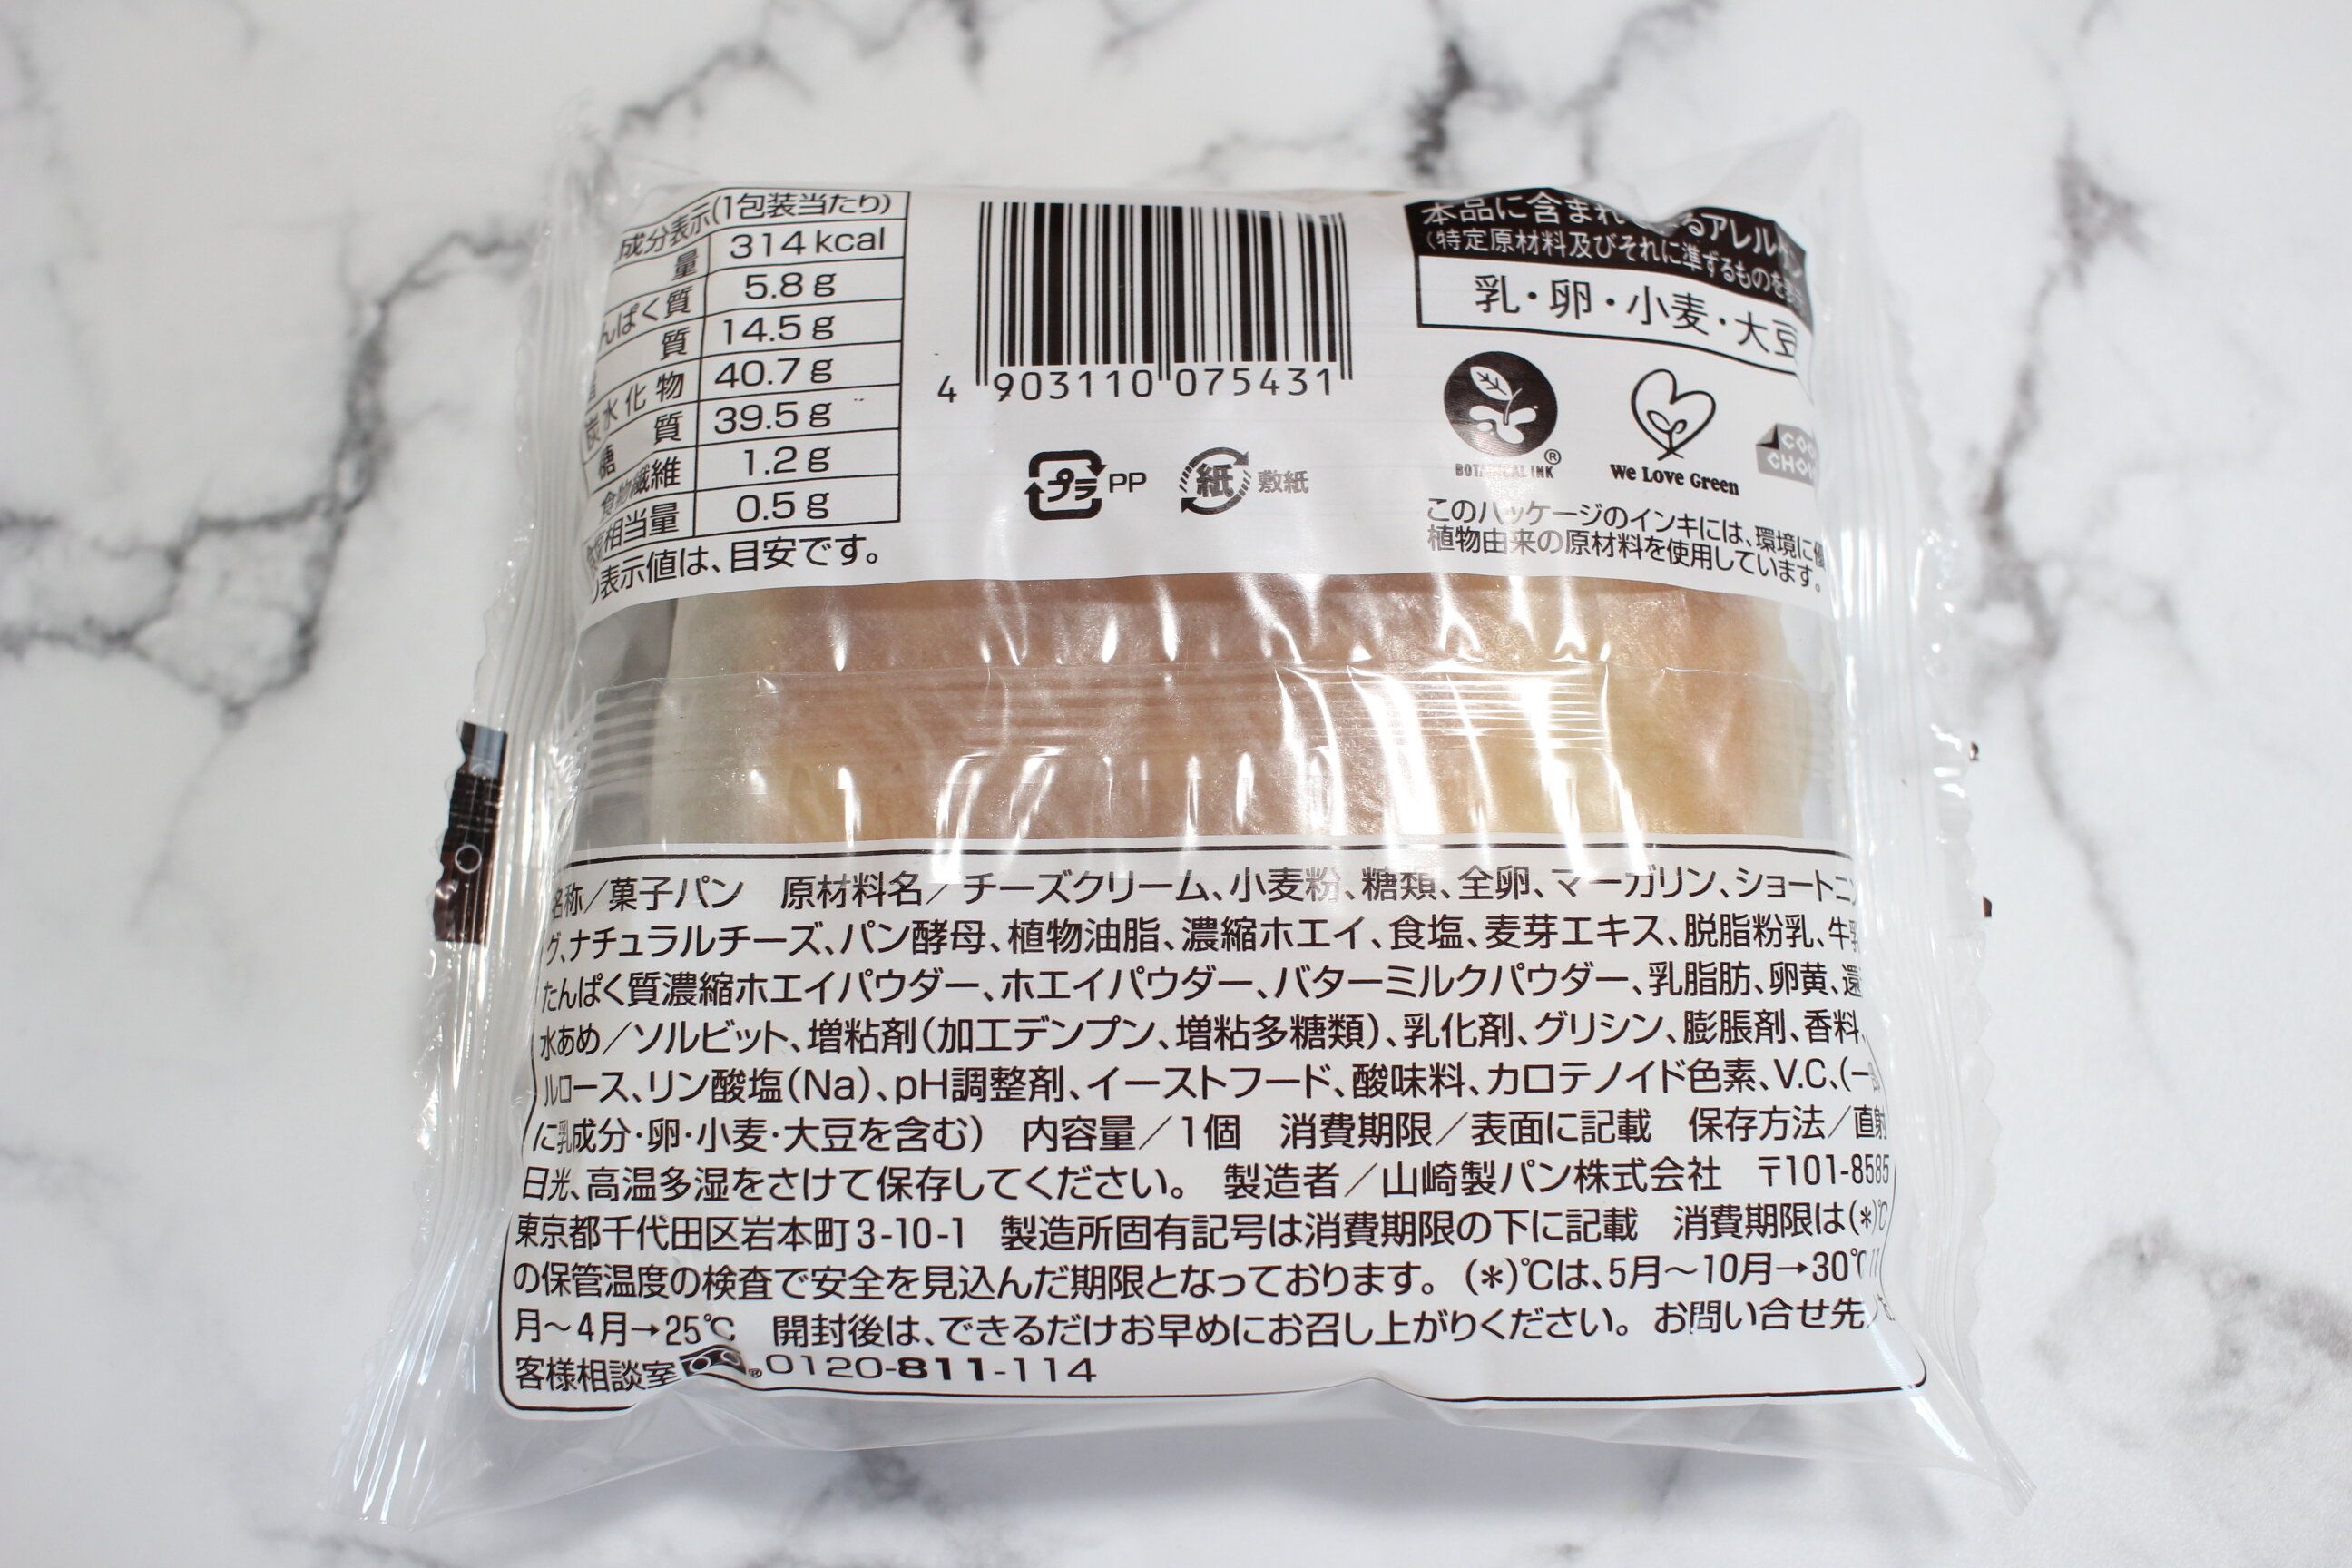 成分表示(1包装当たり)
量 314kcal
んぱく質 5.8g
質 14.5g
炭水化物 40.7g
糖質 39.5g
食物繊維 1.2g
相当量 0.5g
表示値は、目安です。
4 903110 075431
プラ PP
紙 敷紙
本品に含まれ るアレル
(特定原材料及びそれに準ずるものを
乳・卵・小麦・大豆
BOTANICAL INK®
We Love Green
このパッケージのインキには、環境に
植物由来の原材料を使用しています。
名称/菓子パン 原材料名/チーズクリーム、小麦粉、糖類、全卵、マーガリン、ショートニン
グ、ナチュラルチーズ、パン酵母、植物油脂、濃縮ホエイ、食塩、麦芽エキス、脱脂粉乳、牛乳
たんぱく質濃縮ホエイパウダー、ホエイパウダー、バターミルクパウダー、乳脂肪、卵黄、還
水あめ/ソルビット、増粘剤(加工デンプン、増粘多糖類)、乳化剤、グリシン、膨脹剤、香料、
ルロース、リン酸塩(Na)、pH調整剤、イーストフード、酸味料、カロテノイド色素、V.C、(一部
に乳成分・卵・小麦・大豆を含む) 内容量/1個 消費期限/表面に記載 保存方法/直射
日光、高温多湿をさけて保存してください。 製造者/山崎製パン株式会社 〒101-8585
東京都千代田区岩本町3-10-1 製造所固有記号は消費期限の下に記載 消費期限は(*)℃
の保管温度の検査で安全を見込んだ期限となっております。(*)℃は、5月~10月→30℃ 11
月~4月→25℃ 開封後は、できるだけお早めにお召し上がりください。お問い合せ先/お
客様相談室 0120-811-114